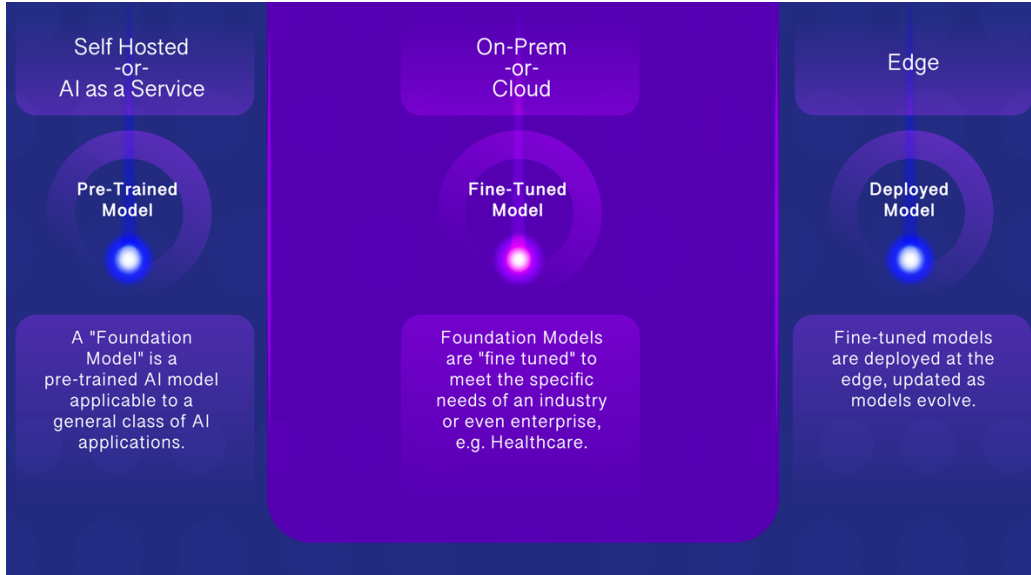 Self Hosted
-or-
AI as a Service
Pre-Trained
Model
A "Foundation
Model" is a
pre-trained AI model
applicable to a
general class of AI
applications.
On-Prem
-or-
Cloud
Fine-Tuned
Model
Foundation Models
are "fine tuned" to
meet the specific
needs of an industry
or even enterprise,
e.g. Healthcare.
Edge
Deployed
Model
Fine-tuned models
are deployed at the
edge, updated as
models evolve.